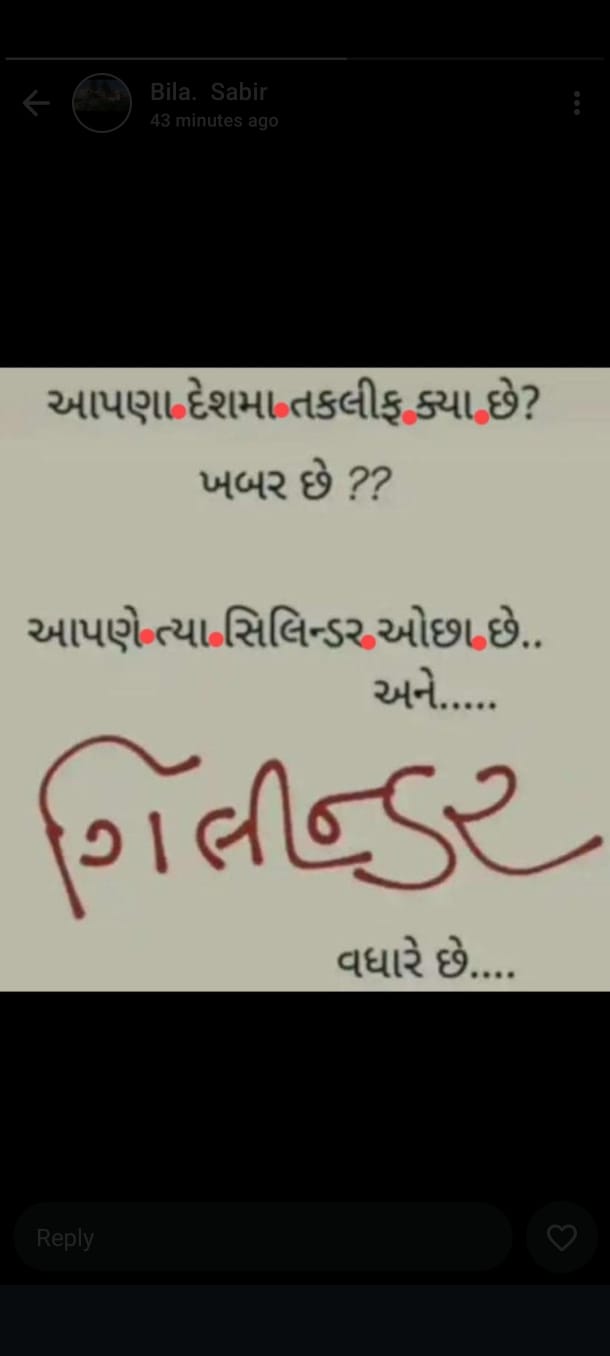 Bila. Sabir
43 minutes ago
આપણા.દેશમા.તકલીફ.ક્યા.છે?
ખબર છે ??
આપણે.ત્યા.સિલિન્ડર.ઓછા.છે..
અને.....
ગિલીન્ડર
વધારે છે....
Reply